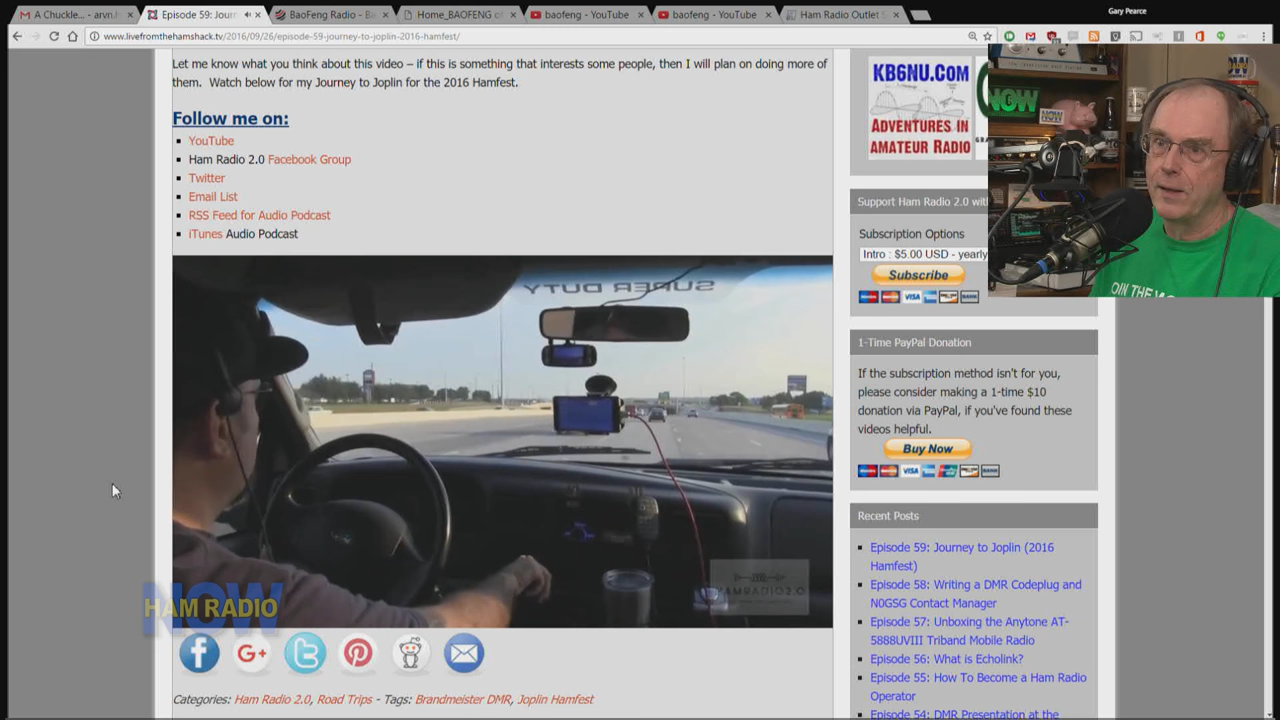 Gary Pearce
A Chuckle... - arvn.h
Episode 59: Jour
BaoFeng Radio - Ba
Home_BAOFENG of
baofeng - YouTube
baofeng - YouTube
Ham Radio Outlet S
www.livefromthehamshack.tv/2016/09/26/episode-59-journey-to-joplin-2016-hamfest/
Let me know what you think about this video – if this is something that interests some people, then I will plan on doing more of
them. Watch below for my Journey to Joplin for the 2016 Hamfest.
Follow me on:
YouTube
Ham Radio 2.0 Facebook Group
Twitter
Email List
RSS Feed for Audio Podcast
iTunes Audio Podcast
SUPER DUTY
HAMRADIO2.0
NOW
HAM RADIO
Categories: Ham Radio 2.0, Road Trips - Tags: Brandmeister DMR, Joplin Hamfest
KB6NU.COM
ADVENTURES IN
AMATEUR RADIO
Support Ham Radio 2.0 with
Subscription Options
Intro : $5.00 USD - yearly
Subscribe
VISA
BANK
1-Time PayPal Donation
If the subscription method isn't for you,
please consider making a 1-time $10
donation via PayPal, if you've found these
videos helpful.
Buy Now
VISA
BANK
Recent Posts
Episode 59: Journey to Joplin (2016
Hamfest)
Episode 58: Writing a DMR Codeplug and
N0GSG Contact Manager
Episode 57: Unboxing the Anytone AT-
5888UVIII Triband Mobile Radio
Episode 56: What is Echolink?
Episode 55: How To Become a Ham Radio
Operator
Episode 54: DMR Presentation at the
NOW
NOW
JOIN THE